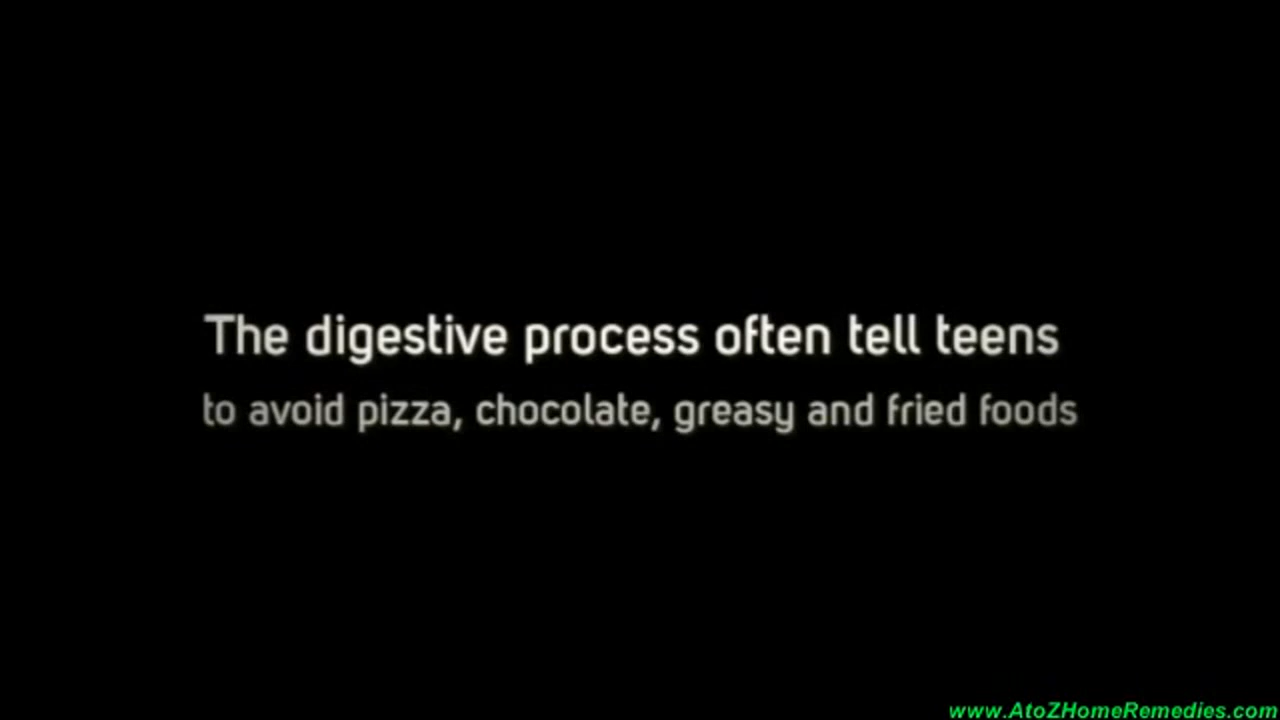 The digestive process often tell teens
to avoid pizza, chocolate, greasy and fried foods
www.AtoZHomeRemedies.com